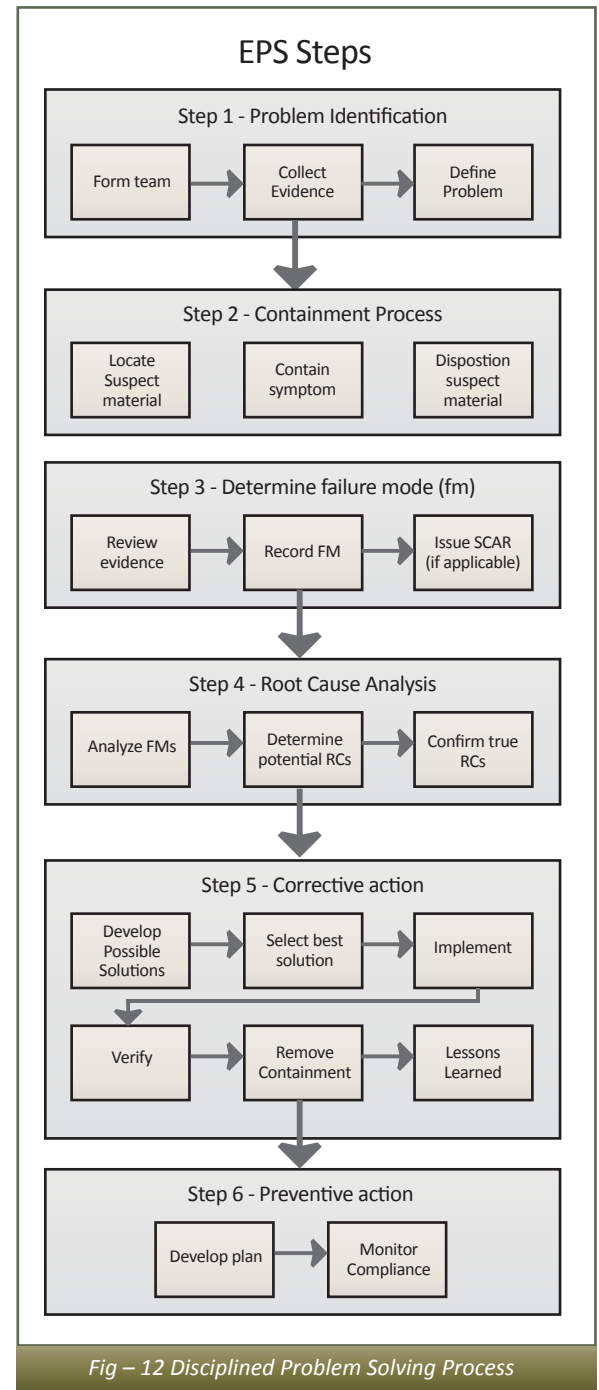 EPS Steps
Step 1 - Problem Identification
Form team
Collect
Evidence
Define
Problem
Step 2 - Containment Process
Locate
Suspect
material
Contain
symptom
Dispostion
suspect
material
Step 3 - Determine failure mode (fm)
Review
evidence
Record FM
Issue SCAR
(if applicable)
Step 4 - Root Cause Analysis
Analyze FMs
Determine
potential RCs
Confirm true
RCs
Step 5 - Corrective action
Develop
Possible
Solutions
Select best
solution
Implement
Verify
Remove
Containment
Lessons
Learned
Step 6 - Preventive action
Develop plan
Monitor
Compliance
Fig – 12 Disciplined Problem Solving Process